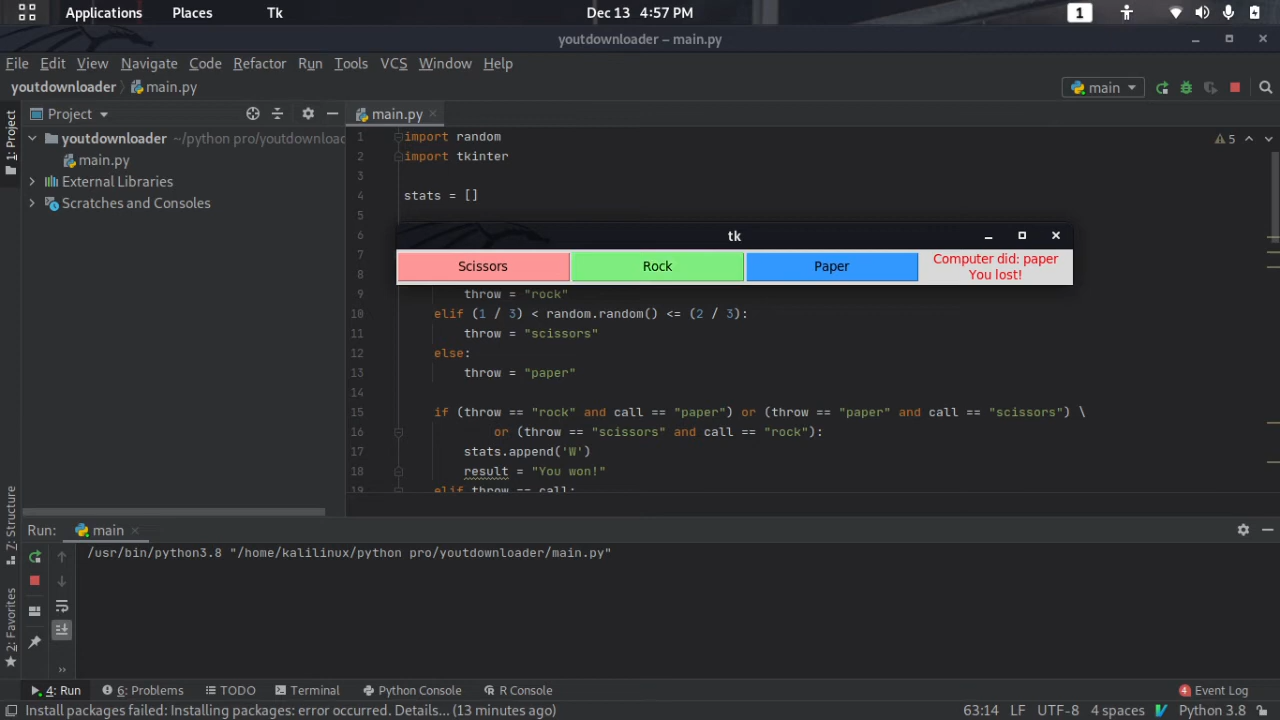 Applications Places Tk Dec 13 4:57 PM 1
youtdownloader – main.py
File Edit View Navigate Code Refactor Run Tools VCS Window Help
youtdownloader main.py main
Project main.py
1: Project
youtdownloader ~/python pro/youtdownload
main.py
External Libraries
Scratches and Consoles
1 import random
2 import tkinter
3
4 stats = []
5
6
7
8
tk
Scissors Rock Paper Computer did: paper
You lost!
9 throw = "rock"
10 elif (1 / 3) < random.random() <= (2 / 3):
11 throw = "scissors"
12 else:
13 throw = "paper"
14
15 if (throw == "rock" and call == "paper") or (throw == "paper" and call == "scissors") \
16 or (throw == "scissors" and call == "rock"):
17 stats.append('W')
18 result = "You won!"
19 elif throw == call:
5
7: Structure
2: Favorites
Run: main
/usr/bin/python3.8 "/home/kalilinux/python pro/youtdownloader/main.py"
4: Run 6: Problems TODO Terminal Python Console R Console 4 Event Log
Install packages failed: Installing packages: error occurred. Details... (13 minutes ago) 63:14 LF UTF-8 4 spaces Python 3.8